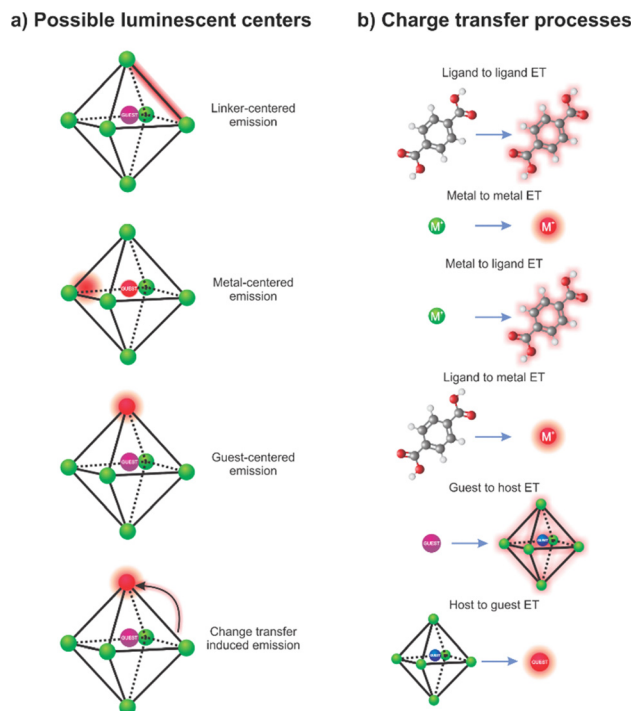 a) Possible luminescent centers
GUEST
Linker-centered
emission
GUEST
Metal-centered
emission
GUEST
Guest-centered
emission
GUEST
Change transfer
induced emission
b) Charge transfer processes
Ligand to ligand ET
Metal to metal ET
M⁺
M⁺
Metal to ligand ET
M⁺
Ligand to metal ET
M⁺
Guest to host ET
GUEST
Host to guest ET
GUEST